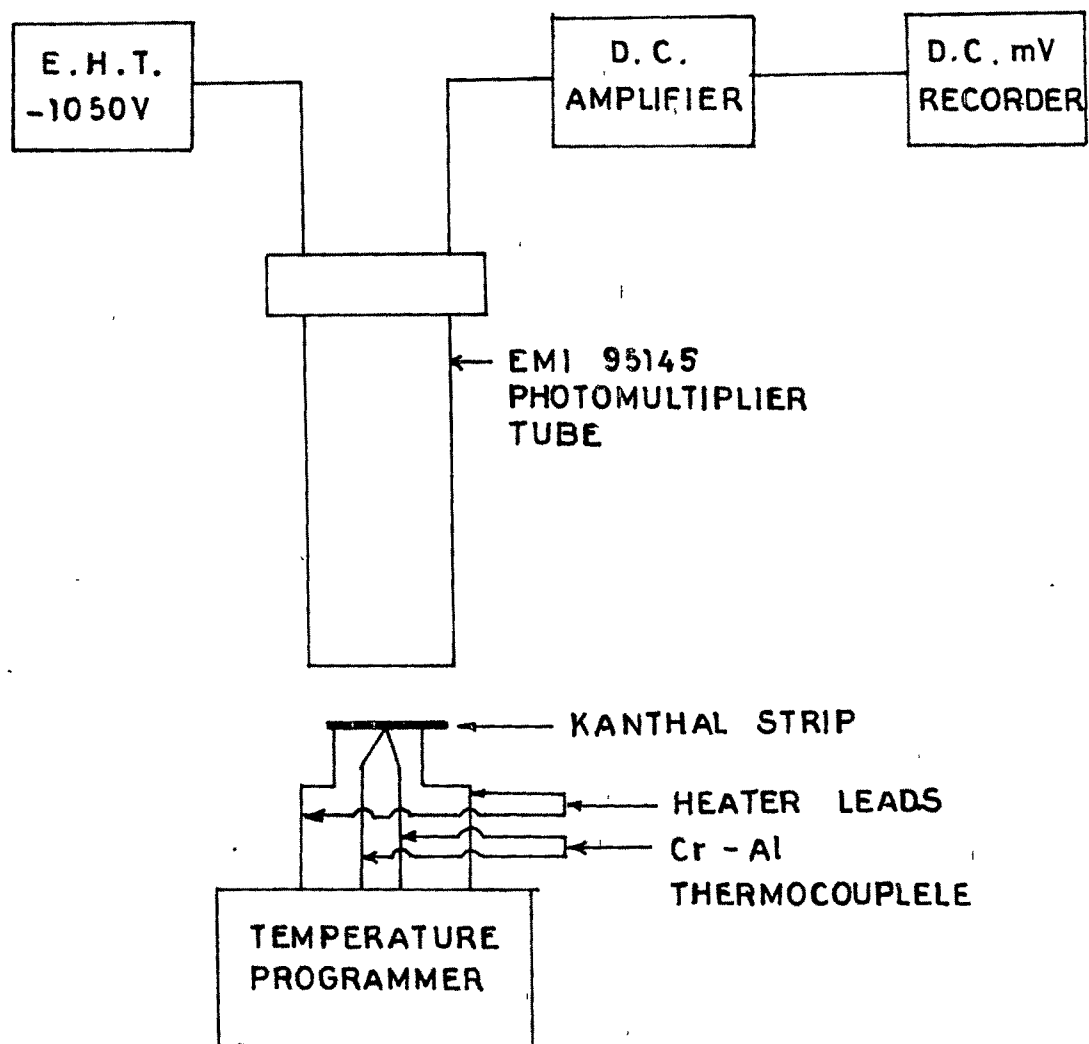 E.H.T.
-1050V
D.C.
AMPLIFIER
D.C. mV
RECORDER
EMI 95145
PHOTOMULTIPLIER
TUBE
KANTHAL STRIP
HEATER LEADS
Cr-Al
THERMOCOUPLELE
TEMPERATURE
PROGRAMMER